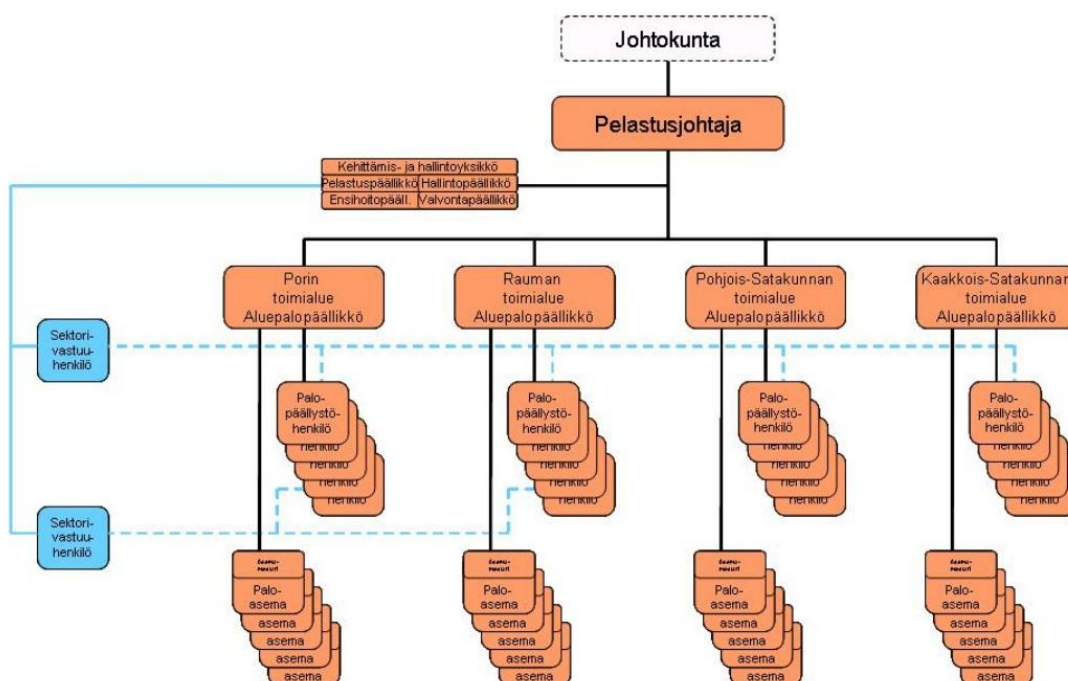 Johtokunta
Pelastusjohtaja
Kehittämis- ja hallintoyksikkö
Pelastuspäällikkö Hallintopäällikkö
Ensihoitopääll. Valvontapäällikkö
Porin
toimialue
Aluepalopäällikkö
Rauman
toimialue
Aluepalopäällikkö
Pohjois-Satakunnan
toimialue
Aluepalopäällikkö
Kaakkois-Satakunnan
toimialue
Aluepalopäällikkö
Sektori-
vastuu-
henkilö
Palo-
päällystö-
henkilö
henkilö
henkilö
henkilö
henkilö
Palo-
päällystö-
henkilö
henkilö
henkilö
henkilö
henkilö
Palo-
päällystö-
henkilö
henkilö
henkilö
henkilö
henkilö
Palo-
päällystö-
henkilö
henkilö
henkilö
henkilö
henkilö
Sektori-
vastuu-
henkilö
Palo-
asema
asema
asema
asema
asema
Palo-
asema
asema
asema
asema
asema
Palo-
asema
asema
asema
asema
asema
Palo-
asema
asema
asema
asema
asema